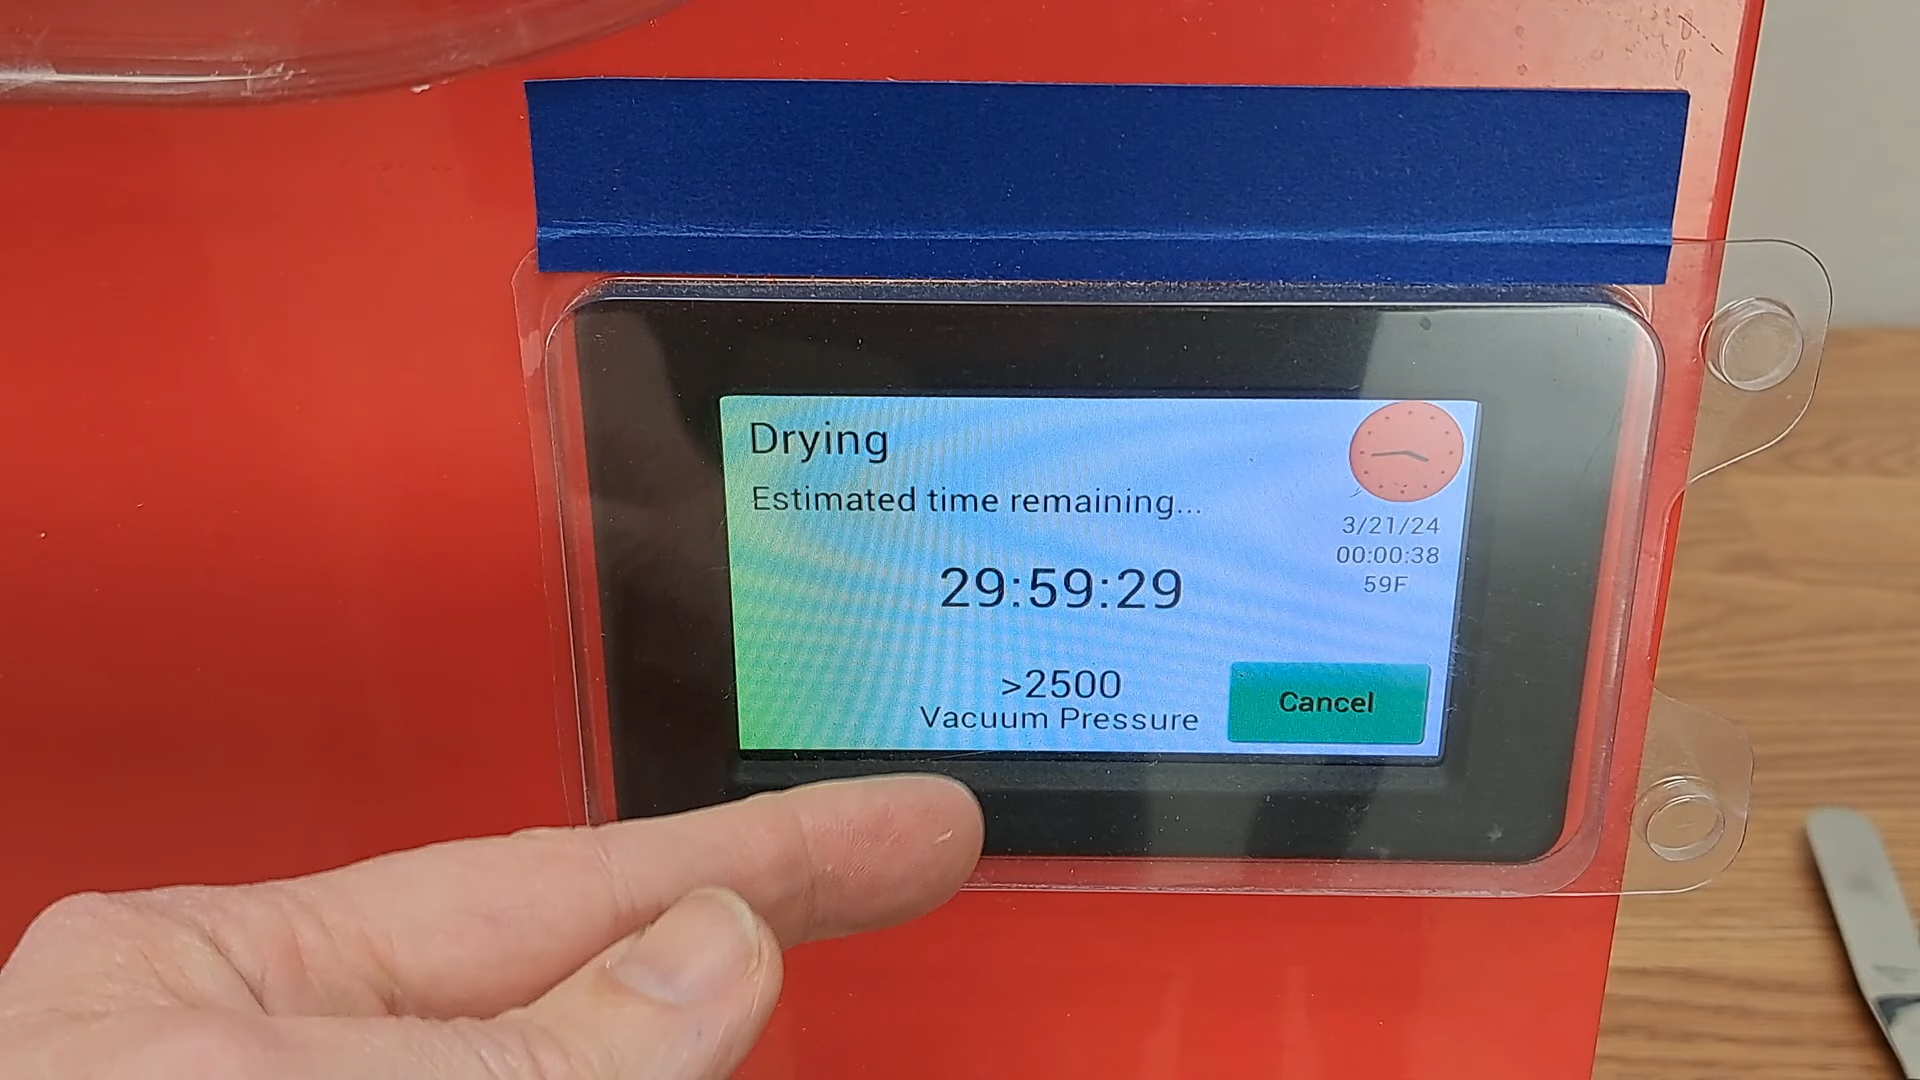 Drying
Estimated time remaining...
3/21/24
00:00:38
59F
29:59:29
>2500
Vacuum Pressure
Cancel